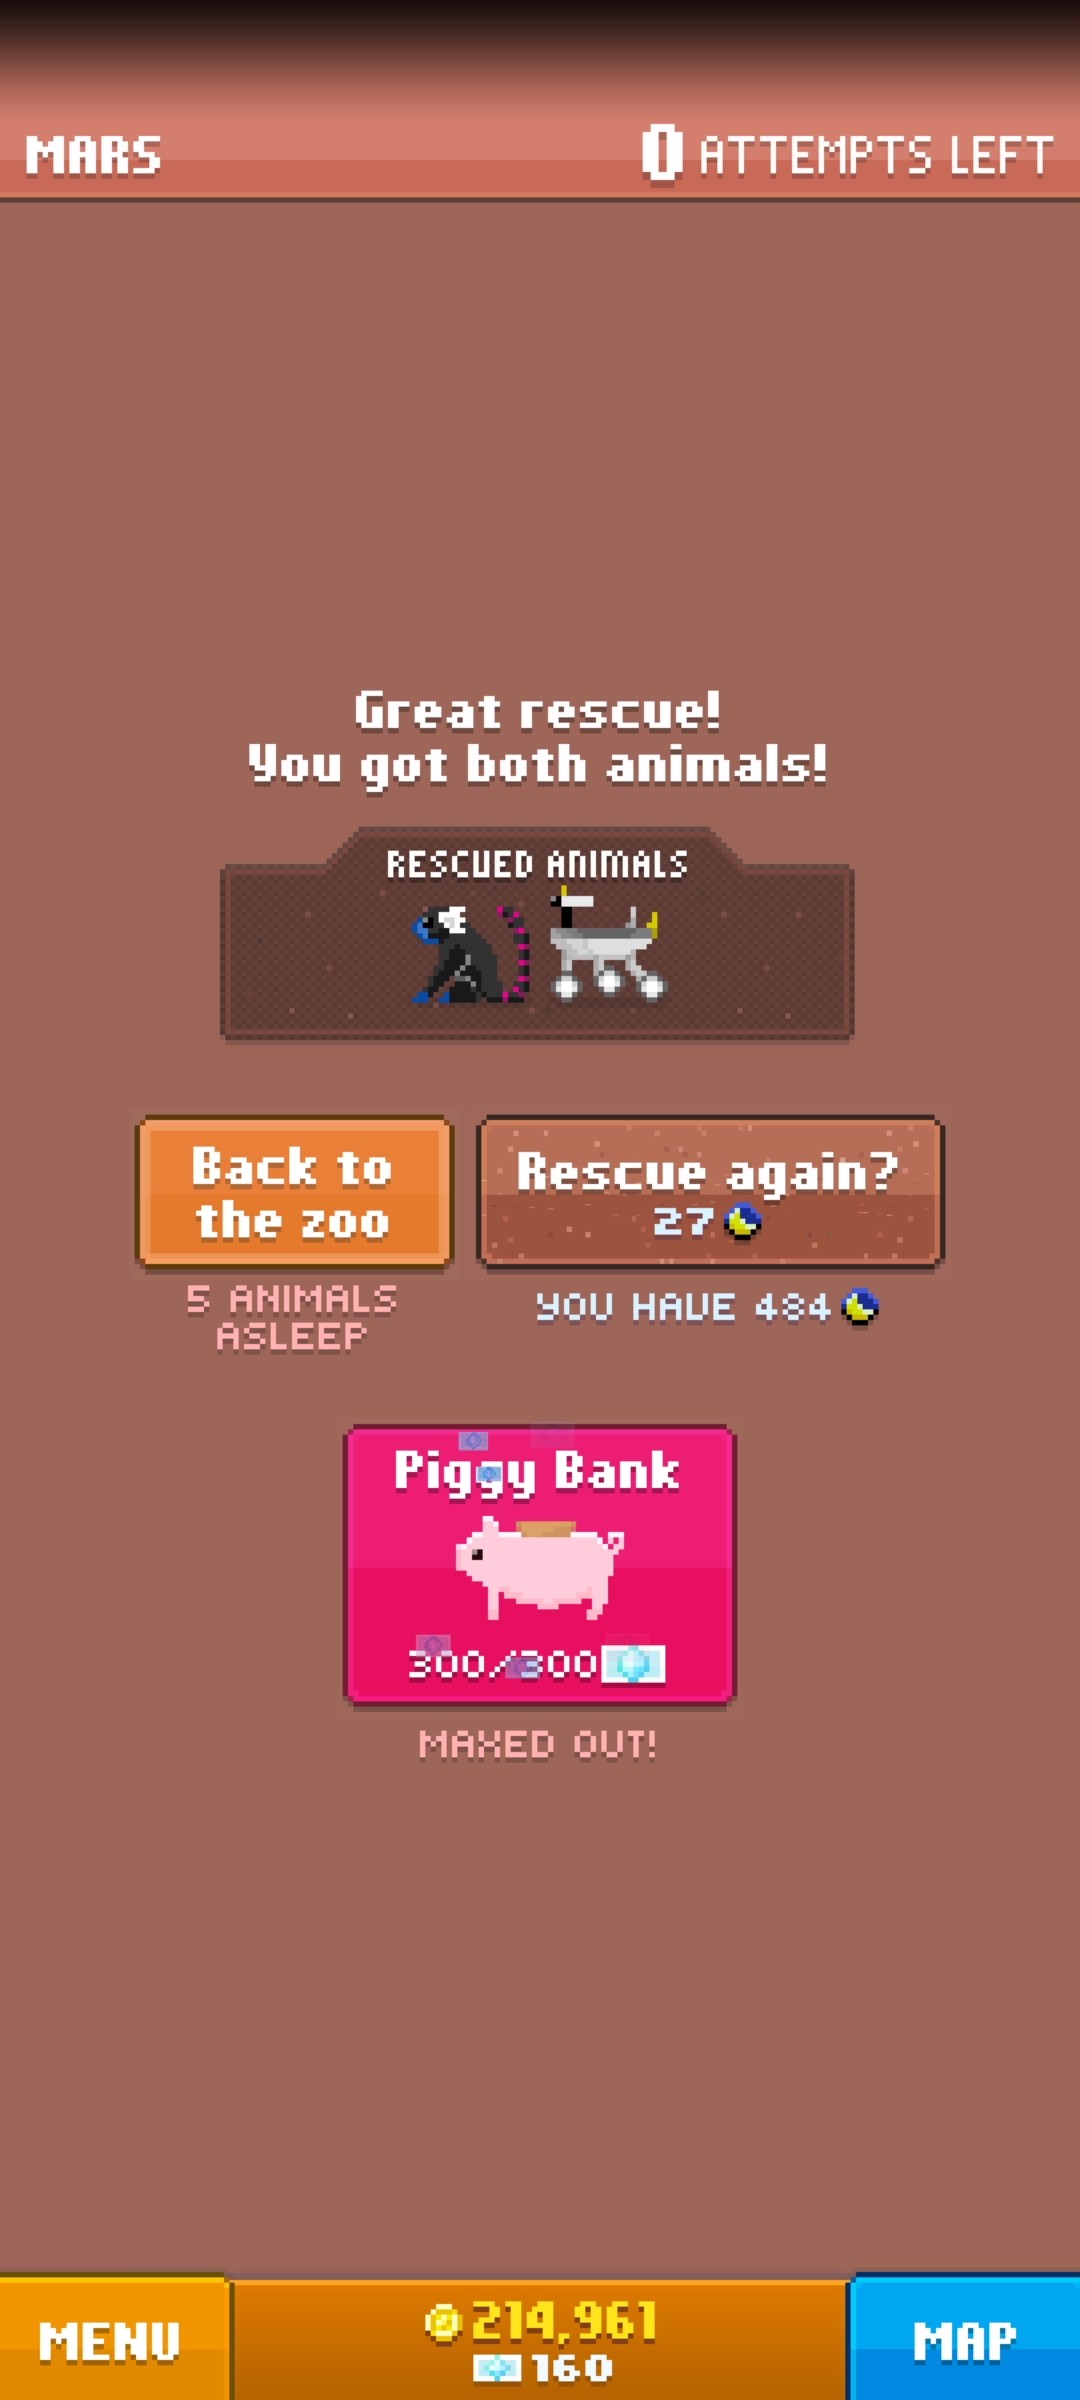 MARS
0 ATTEMPTS LEFT
Great rescue!
You got both animals!
RESCUED ANIMALS
Back to
the zoo
Rescue again?
27
5 ANIMALS
ASLEEP
YOU HAVE 484
Piggy Bank
300/300
MAXED OUT!
MENU
214,961
160
MAP